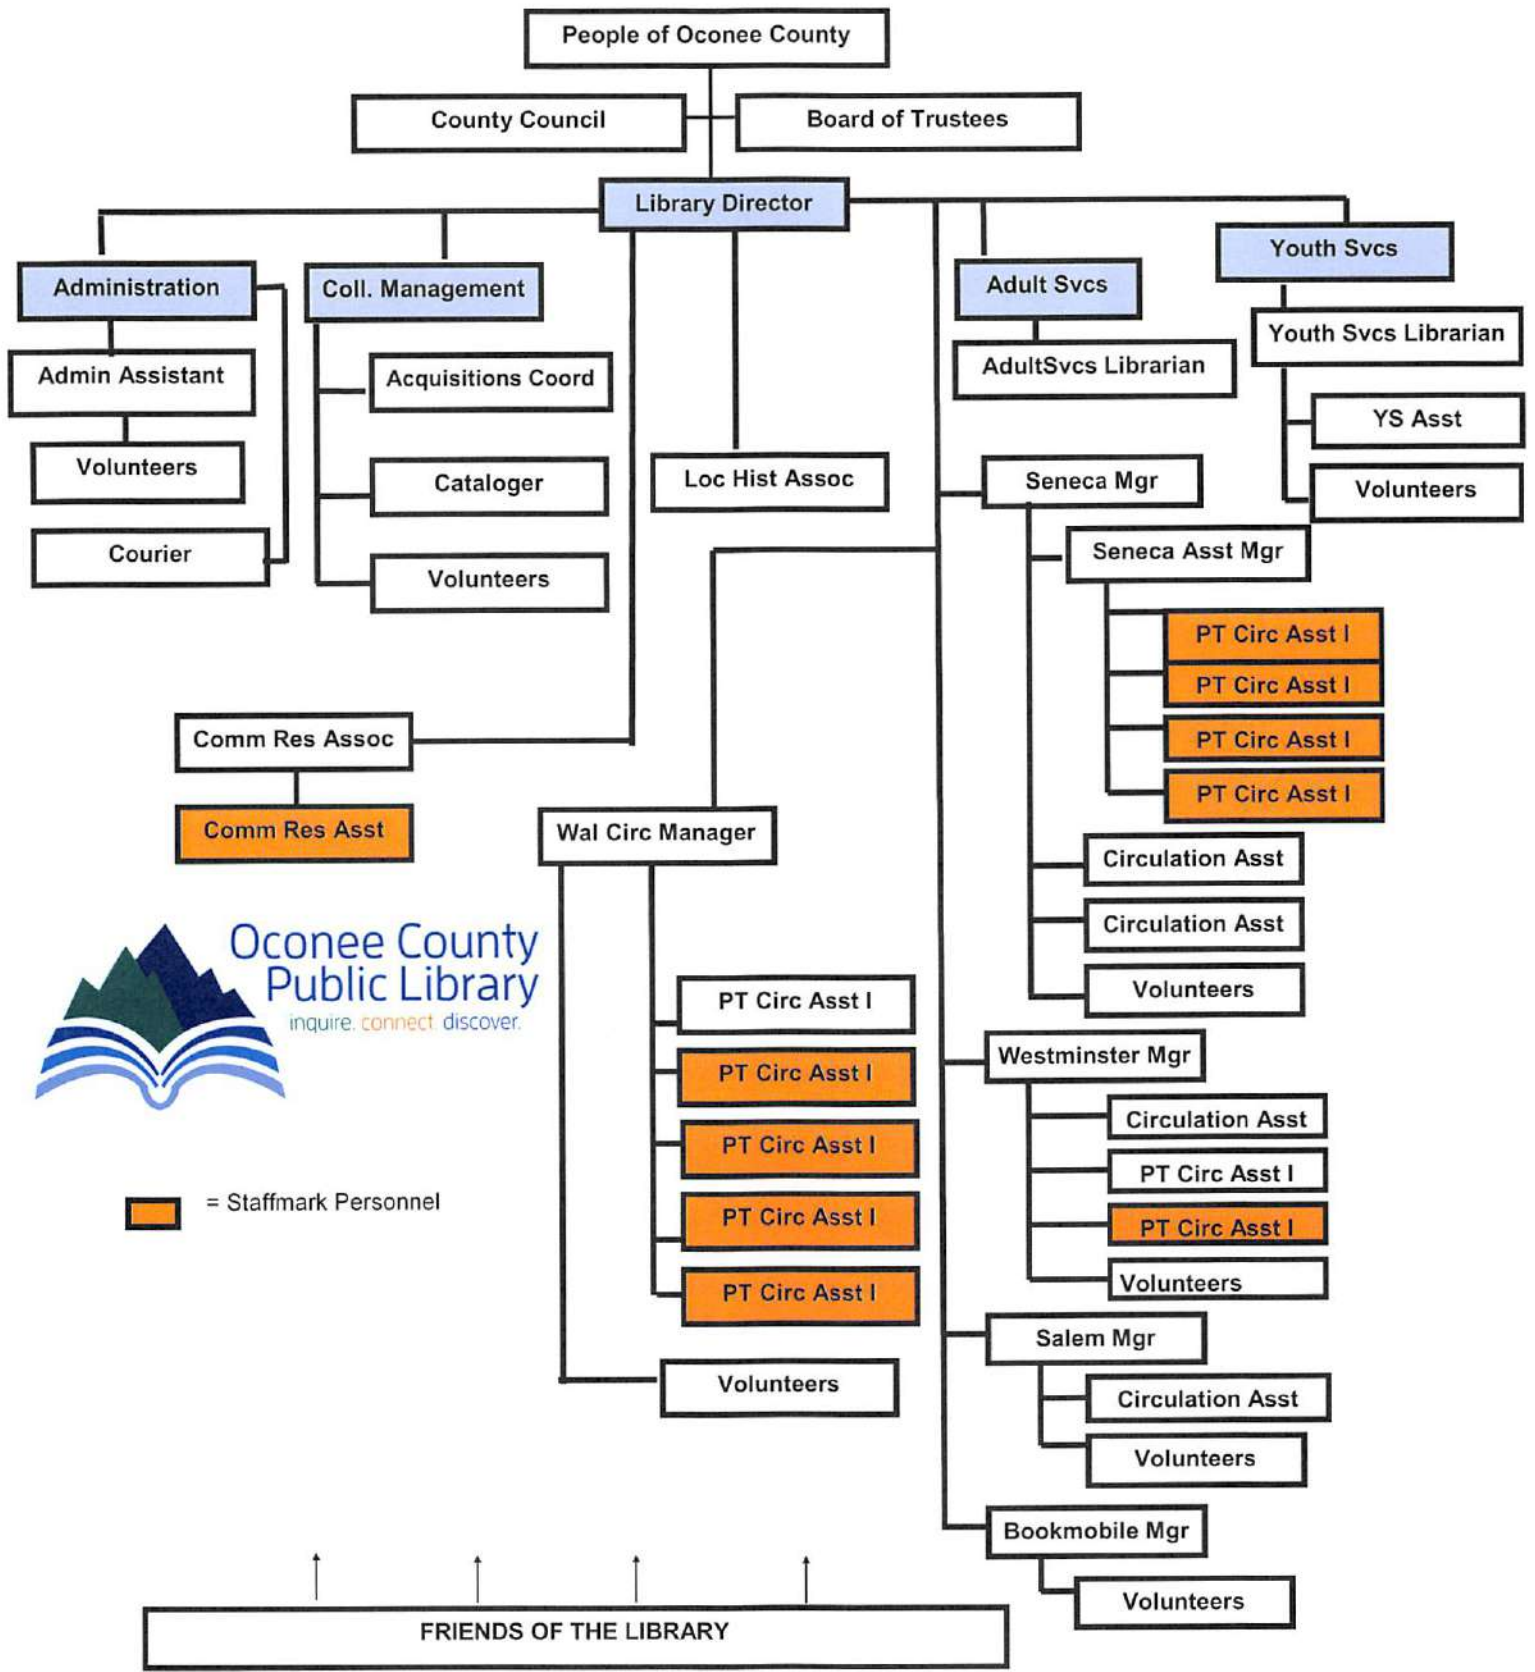 People of Oconee County
County Council
Board of Trustees
Library Director
Administration
Coll. Management
Adult Svcs
Youth Svcs
Admin Assistant
Volunteers
Courier
Acquisitions Coord
Cataloger
Volunteers
Loc Hist Assoc
AdultSvcs Librarian
Youth Svcs Librarian
YS Asst
Volunteers
Seneca Mgr
Seneca Asst Mgr
PT Circ Asst I
PT Circ Asst I
PT Circ Asst I
PT Circ Asst I
Circulation Asst
Circulation Asst
Volunteers
Comm Res Assoc
Comm Res Asst
Wal Circ Manager
PT Circ Asst I
PT Circ Asst I
PT Circ Asst I
PT Circ Asst I
PT Circ Asst I
Volunteers
Westminster Mgr
Circulation Asst
PT Circ Asst I
PT Circ Asst I
Volunteers
Salem Mgr
Circulation Asst
Volunteers
Bookmobile Mgr
Volunteers
Oconee County
Public Library
inquire. connect. discover.
= Staffmark Personnel
FRIENDS OF THE LIBRARY